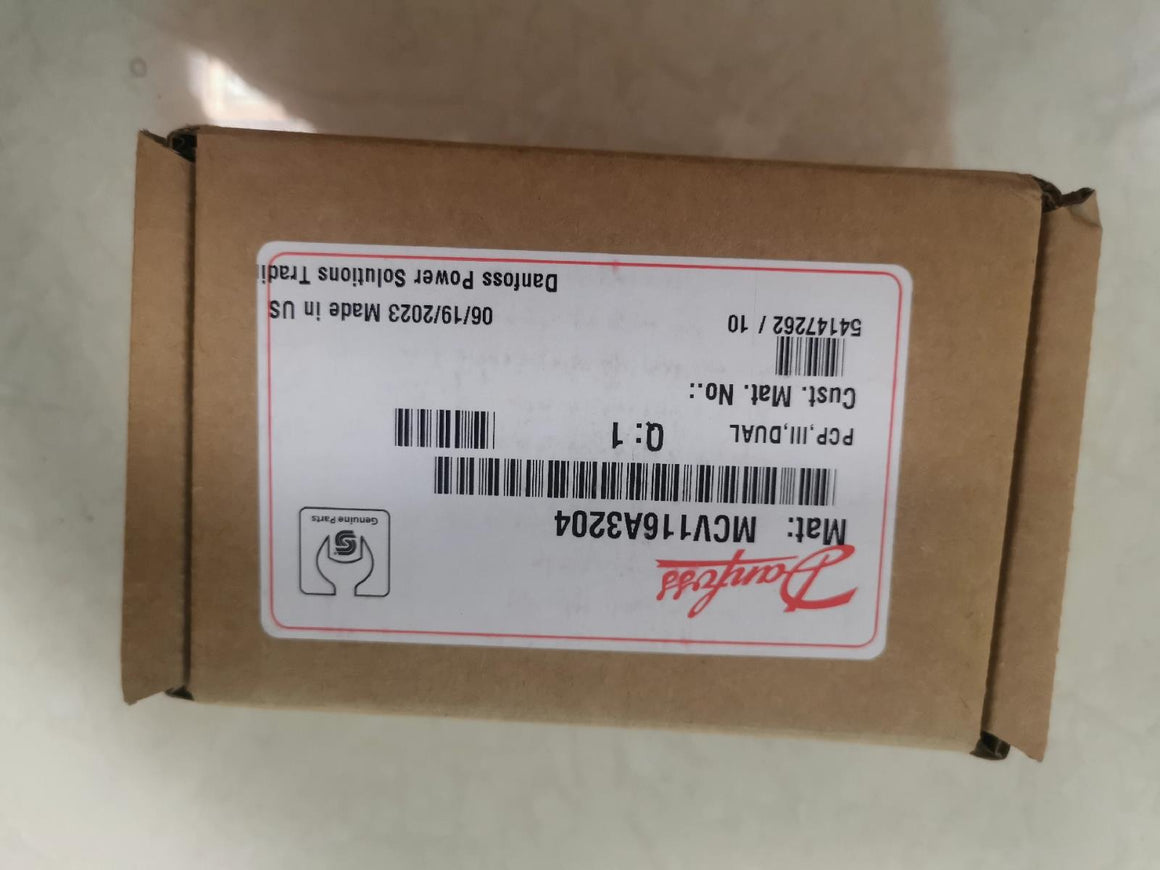 Danfoss
Mat: MCV116A3204
Genuine Parts
PCP,III,DUAL Q: 1
Cust. Mat. No.:
54147262 / 10 06/19/2023 Made in US
Danfoss Power Solutions Tradi